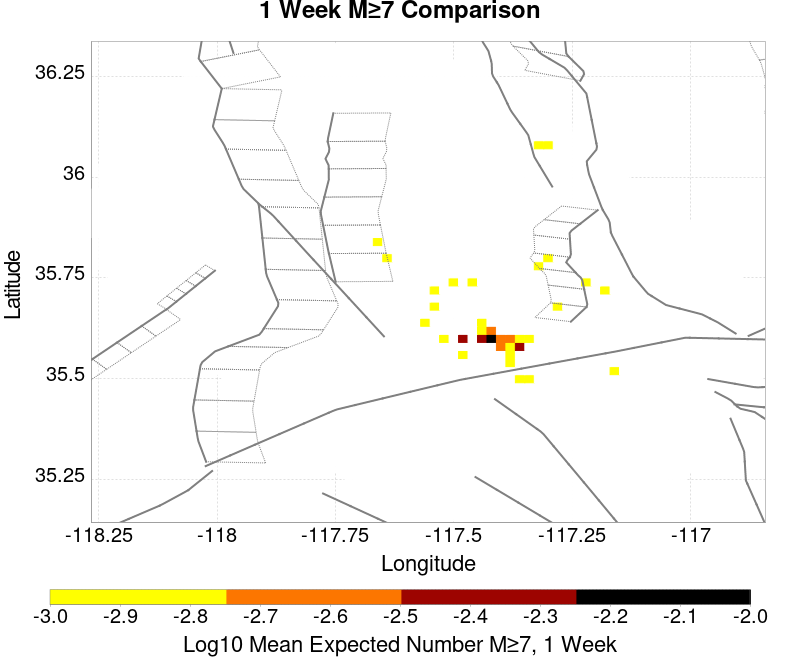 1 Week M≥7 Comparison
36.25
36
35.75
35.5
35.25
Latitude
-118.25 -118 -117.75 -117.5 -117.25 -117
Longitude
-3.0 -2.9 -2.8 -2.7 -2.6 -2.5 -2.4 -2.3 -2.2 -2.1 -2.0
Log10 Mean Expected Number M≥7, 1 Week